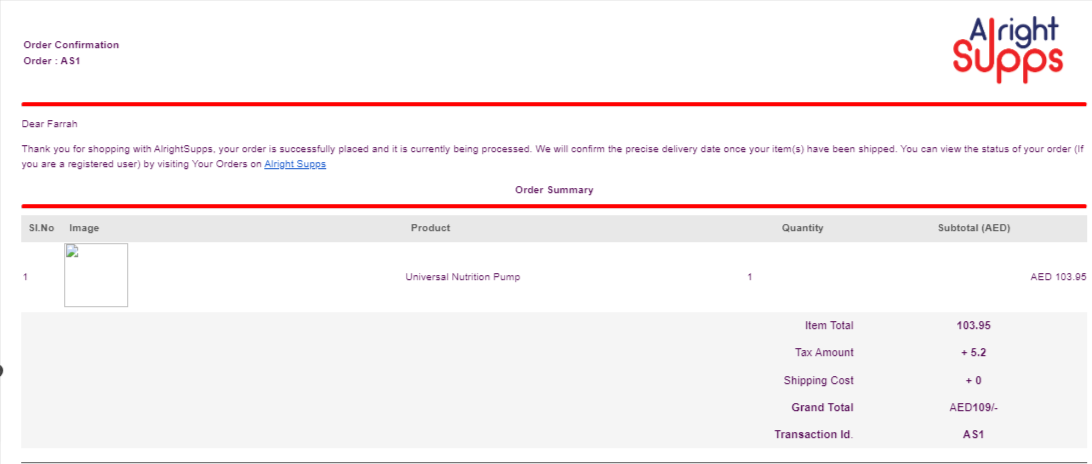 Order Confirmation
Order : AS1
Alright
Supps
Dear Farrah
Thank you for shopping with AlrightSupps, your order is successfully placed and it is currently being processed. We will confirm the precise delivery date once your item(s) have been shipped. You can view the status of your order (If
you are a registered user) by visiting Your Orders on Alright Supps
Order Summary
Sl.No Image Product Quantity Subtotal (AED)
1 Universal Nutrition Pump 1 AED 103.95
Item Total 103.95
Tax Amount + 5.2
Shipping Cost + 0
Grand Total AED109/-
Transaction Id. AS1